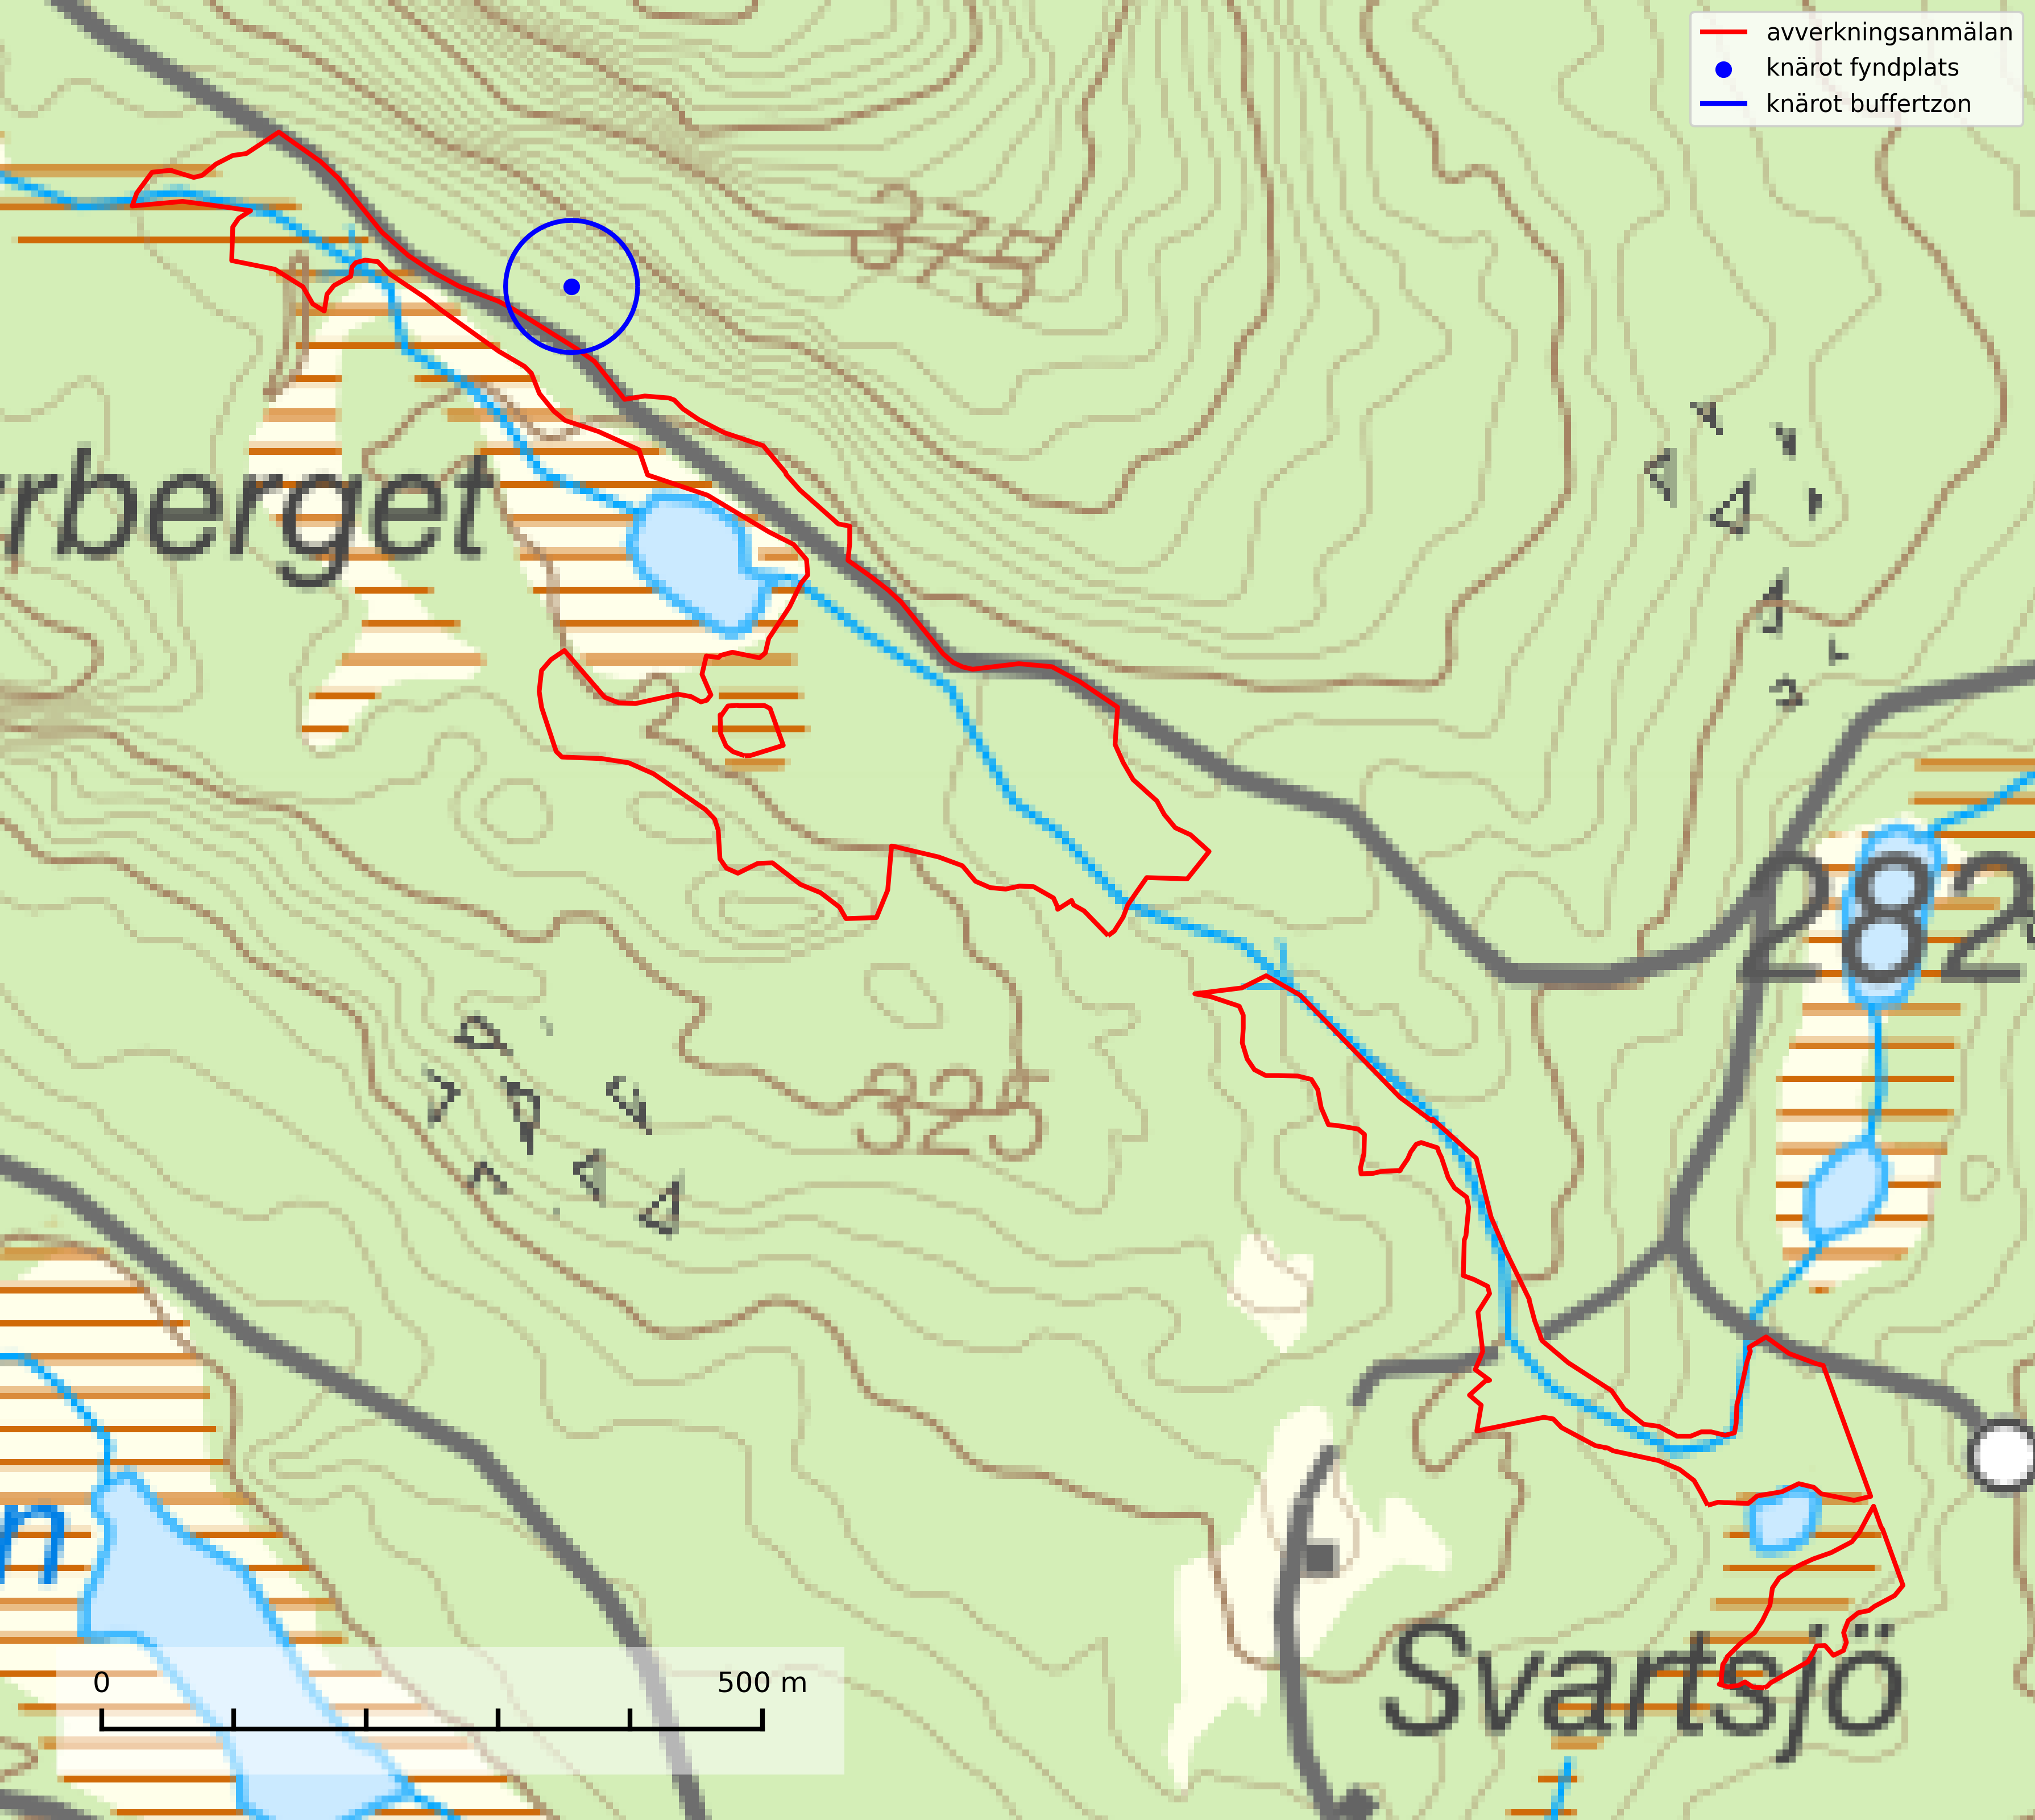 avverkningsanmälan
knärot fyndplats
knärot buffertzon
375
rberget
282
325
n
Svartsjö
0 500 m